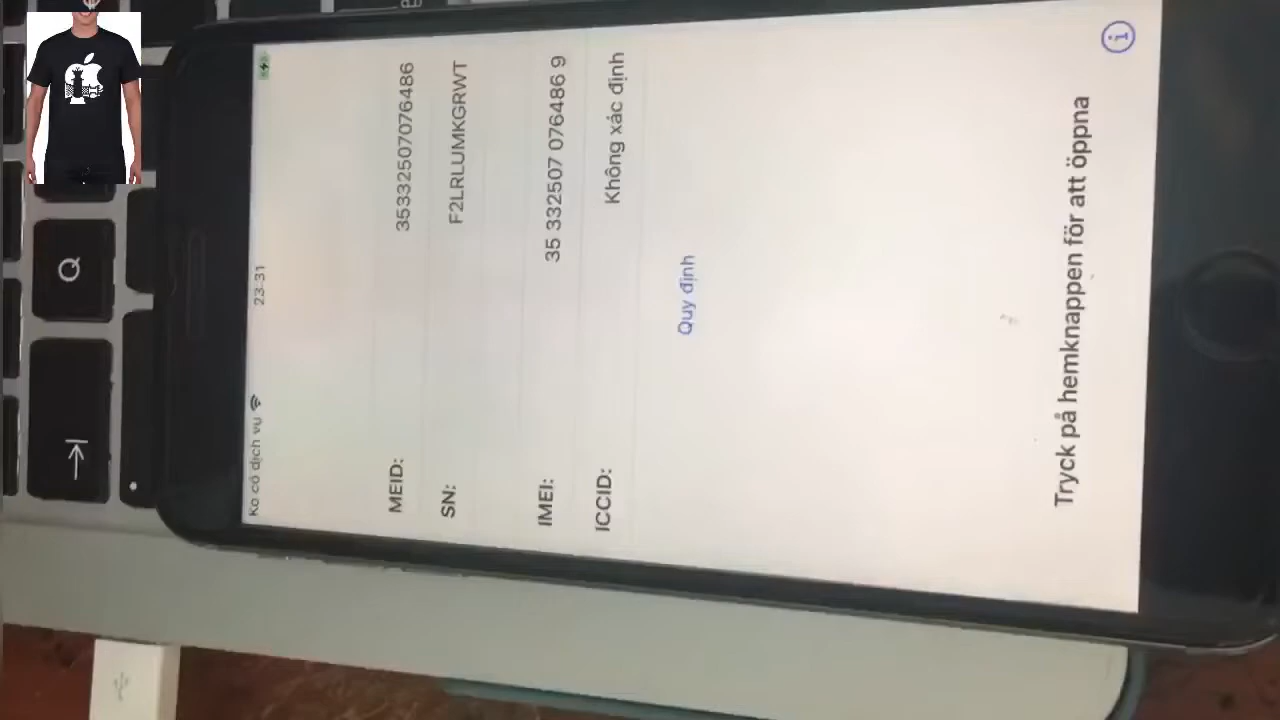 Ko có dịch vụ 23:31
MEID: 35332507076486
SN: F2LRLUMKGRWT
IMEI: 35 332507 076486 9
ICCID: Không xác định
Quy định
Tryck på hemknappen för att öppna
i
Q